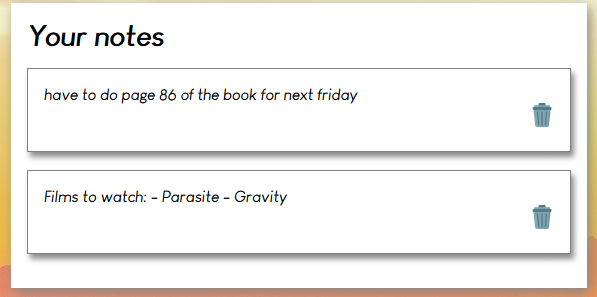 Your notes
have to do page 86 of the book for next friday
Films to watch: - Parasite - Gravity